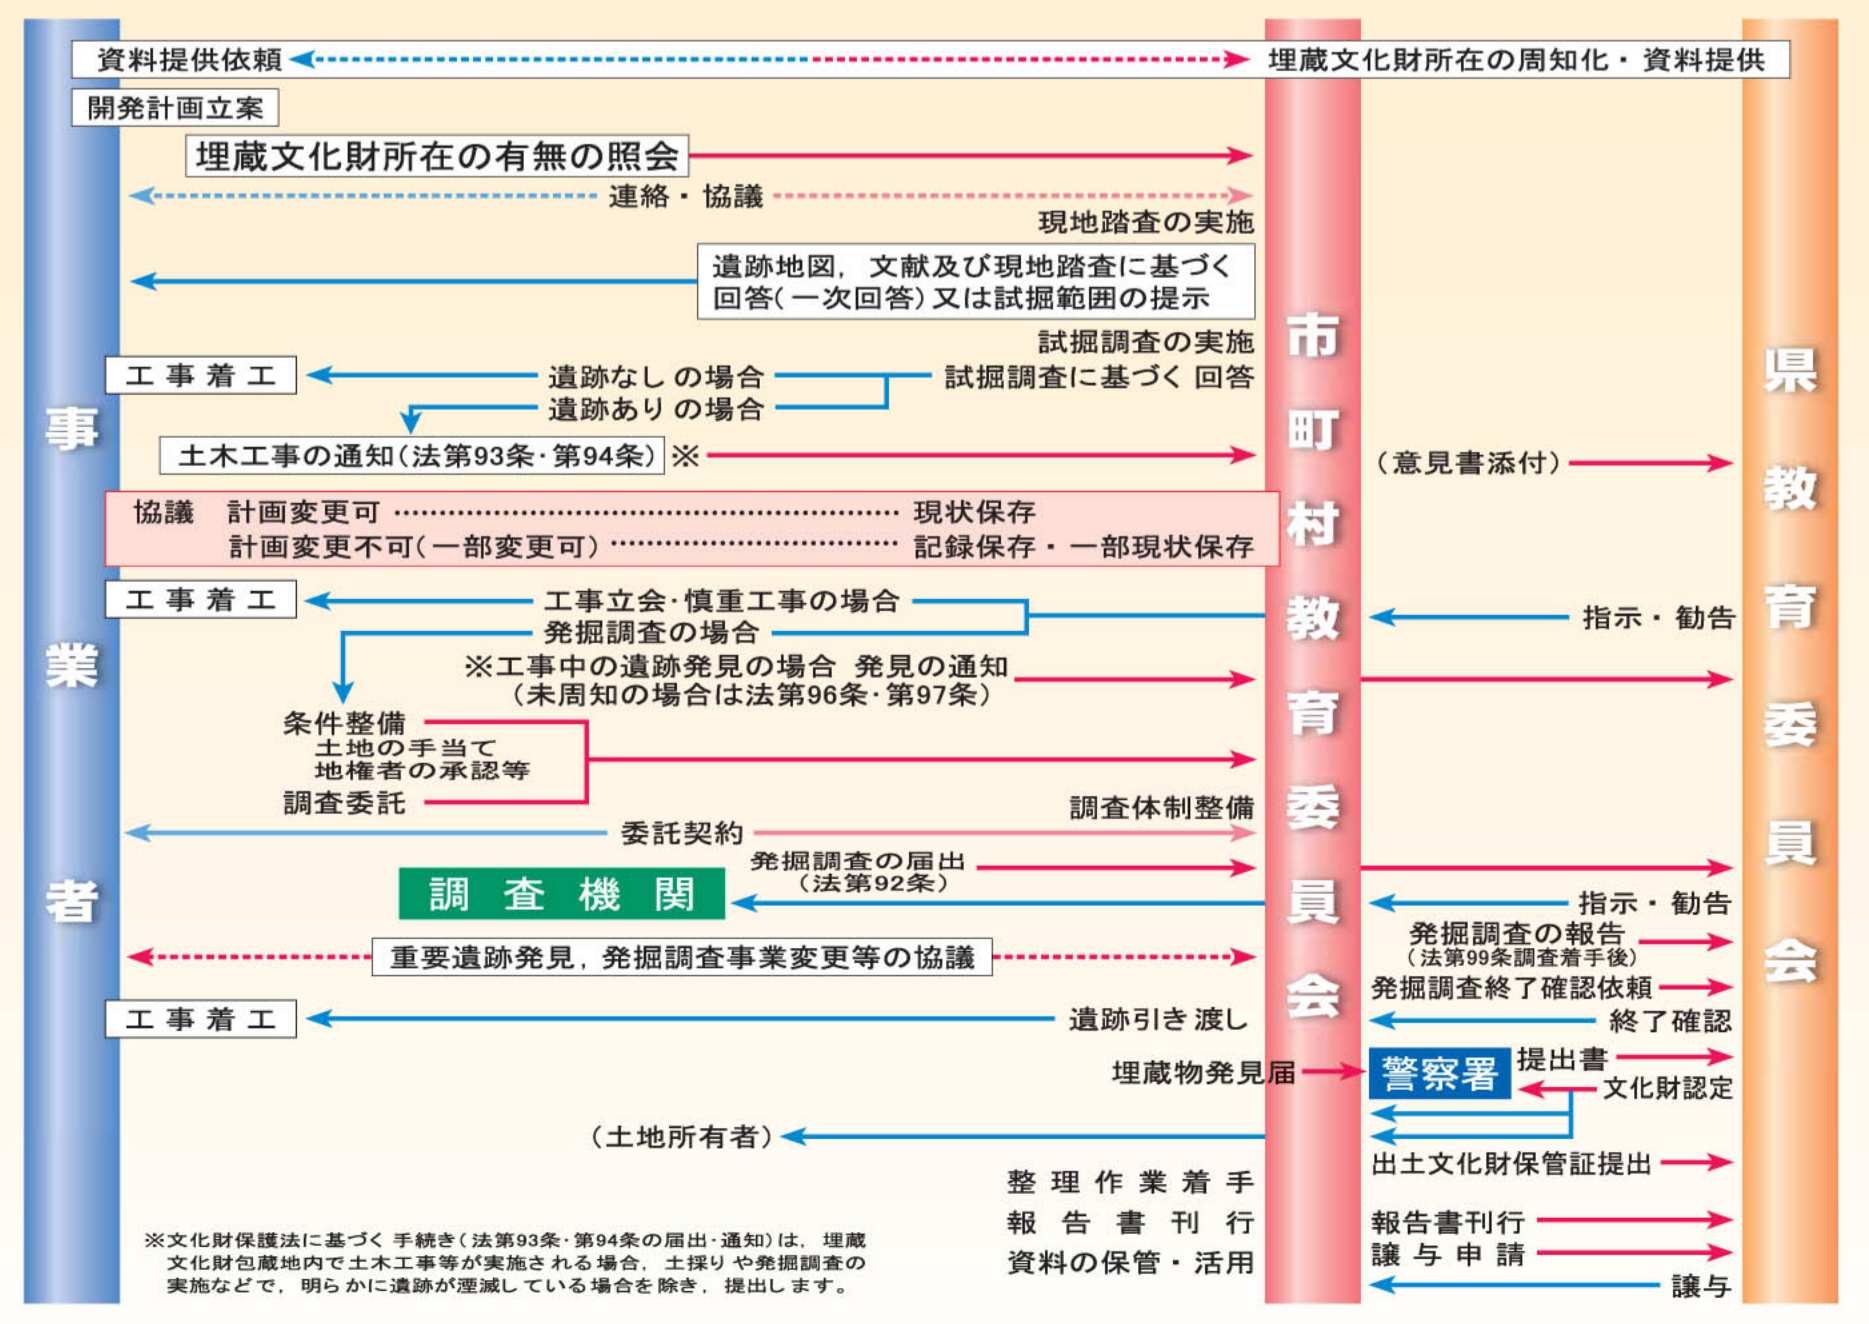 資料提供依頼
埋蔵文化財所在の周知化・資料提供
開発計画立案
埋蔵文化財所在の有無の照会
連絡・協議
現地踏査の実施
遺跡地図，文献及び現地踏査に基づく
回答(一次回答)又は試掘範囲の提示
試掘調査の実施
工事着工
遺跡なしの場合
試掘調査に基づく回答
遺跡ありの場合
土木工事の通知(法第93条・第94条)※
(意見書添付)
協議 計画変更可 ………………………………………… 現状保存
計画変更不可(一部変更可) ………………………… 記録保存・一部現状保存
工事着工
工事立会・慎重工事の場合
指示・勧告
発掘調査の場合
※工事中の遺跡発見の場合 発見の通知
(未周知の場合は法第96条・第97条)
条件整備
土地の手当て
地権者の承認等
調査委託
調査体制整備
委託契約
発掘調査の届出
(法第92条)
調査機関
指示・勧告
発掘調査の報告
(法第99条調査着手後)
重要遺跡発見，発掘調査事業変更等の協議
発掘調査終了確認依頼
工事着工
遺跡引き渡し
終了確認
埋蔵物発見届
警察署
提出書
文化財認定
(土地所有者)
出土文化財保管証提出
整理作業着手
報告書刊行
資料の保管・活用
報告書刊行
譲与申請
譲与
※文化財保護法に基づく手続き(法第93条・第94条の届出・通知)は，埋蔵
文化財包蔵地内で土木工事等が実施される場合，土採りや発掘調査の
実施などで，明らかに遺跡が湮滅している場合を除き，提出します。
事業者
市町村教育委員会
県教育委員会